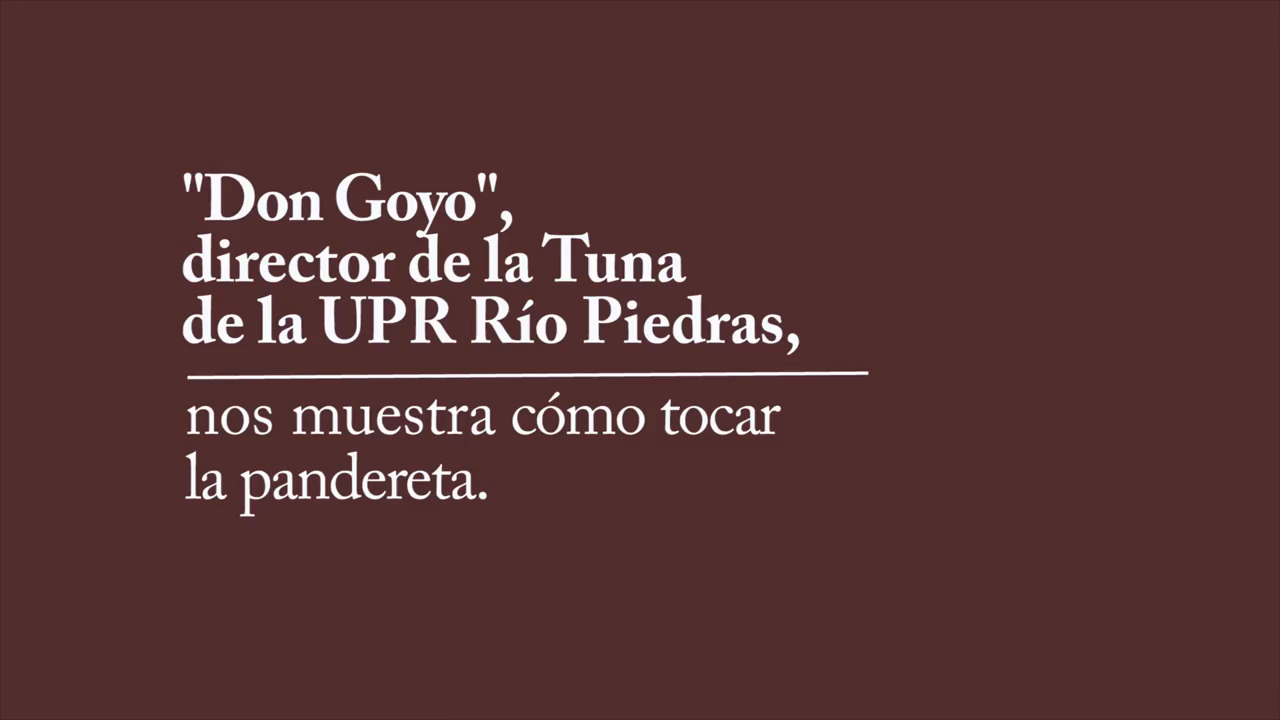 "Don Goyo",
director de la Tuna
de la UPR Río Piedras,
nos muestra cómo tocar
la pandereta.